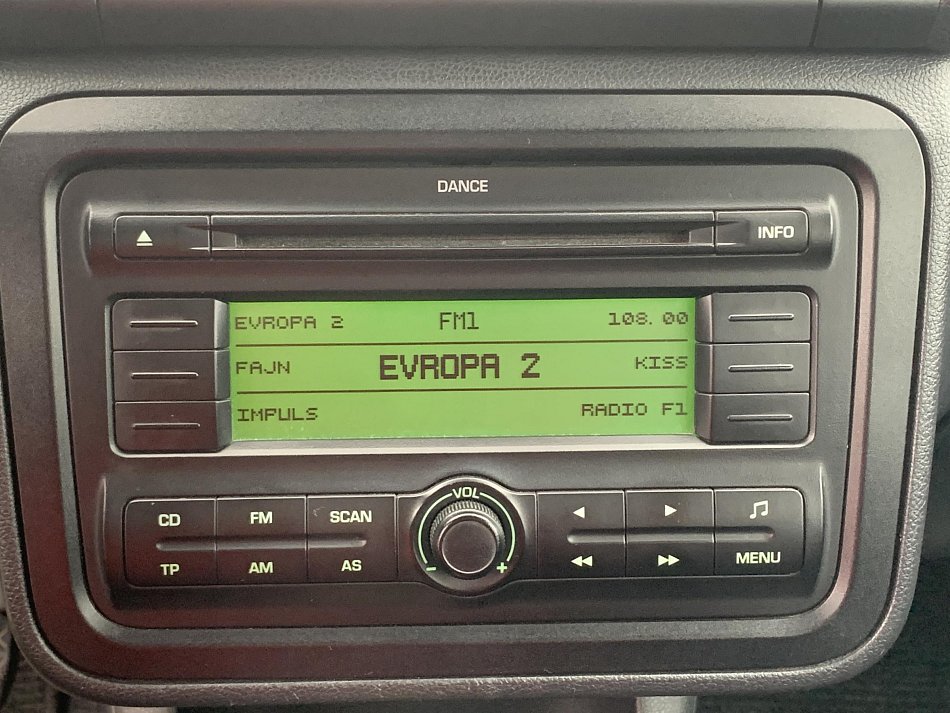 DANCE
INFO
EVROPA 2 FM1 108.00
FAJN EVROPA 2 KISS
IMPULS RADIO F1
CD FM SCAN VOL
TP AM AS - + MENU